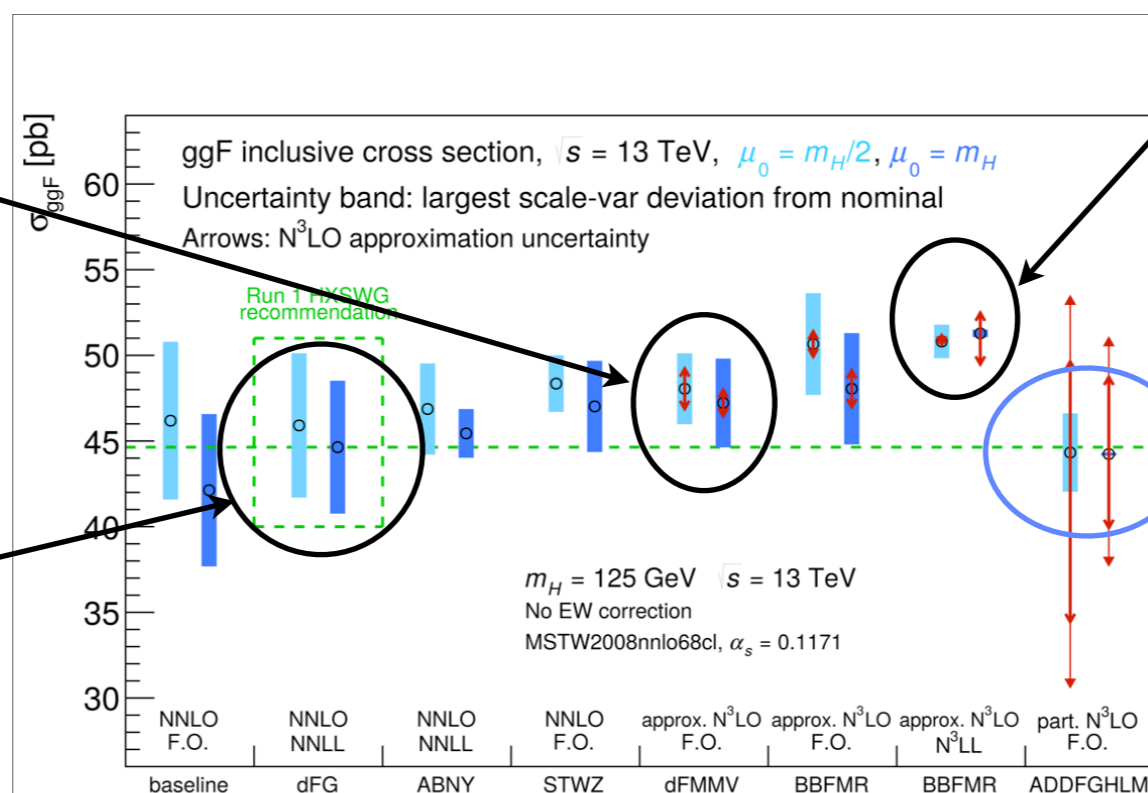 σggF [pb]
ggF inclusive cross section, √s = 13 TeV, μ0 = mH/2, μ0 = mH
Uncertainty band: largest scale-var deviation from nominal
Arrows: N³LO approximation uncertainty
60
55
50
45
40
35
30
Run 1 HXSWG
recommendation
mH = 125 GeV √s = 13 TeV
No EW correction
MSTW2008nnlo68cl, αs = 0.1171
NNLO NNLO NNLO NNLO approx. N³LO approx. N³LO approx. N³LO part. N³LO
F.O. NNLL NNLL F.O. F.O. F.O. N³LL F.O.
baseline dFG ABNY STWZ dFMMV BBFMR BBFMR ADDFGHLM